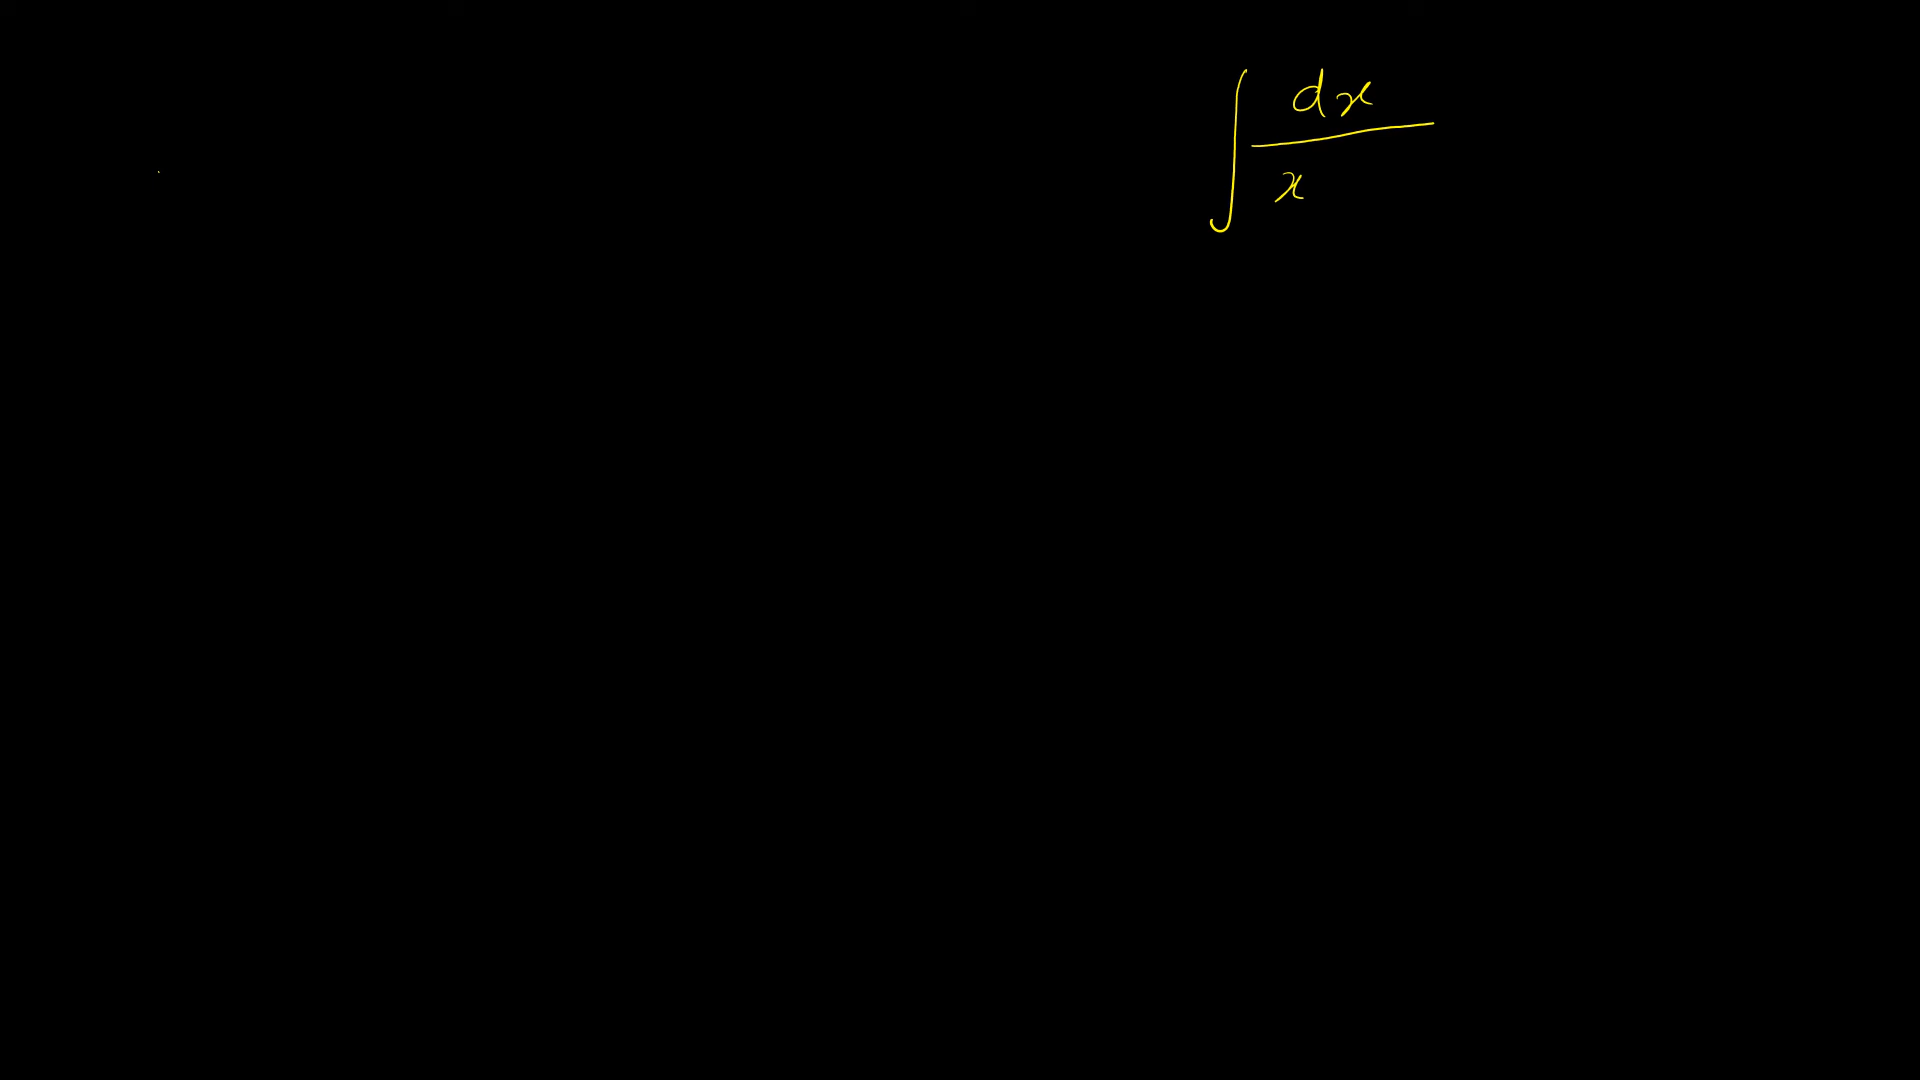 ∫ dx / x